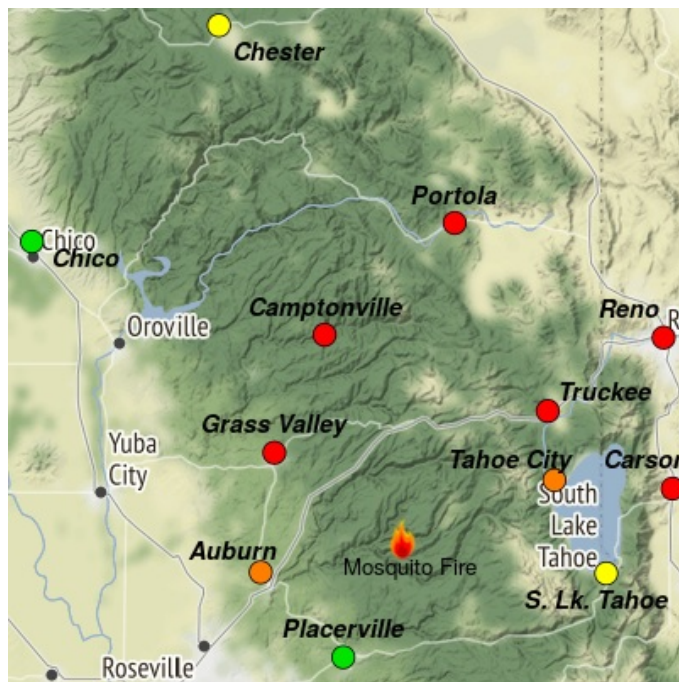 Chester
Portola
Chico
Chico
Camptonville
Reno
R
Oroville
Truckee
Grass Valley
Yuba
City
Tahoe City
Carson
South
Lake
Tahoe
Auburn
Mosquito Fire
S. Lk. Tahoe
Placerville
Roseville